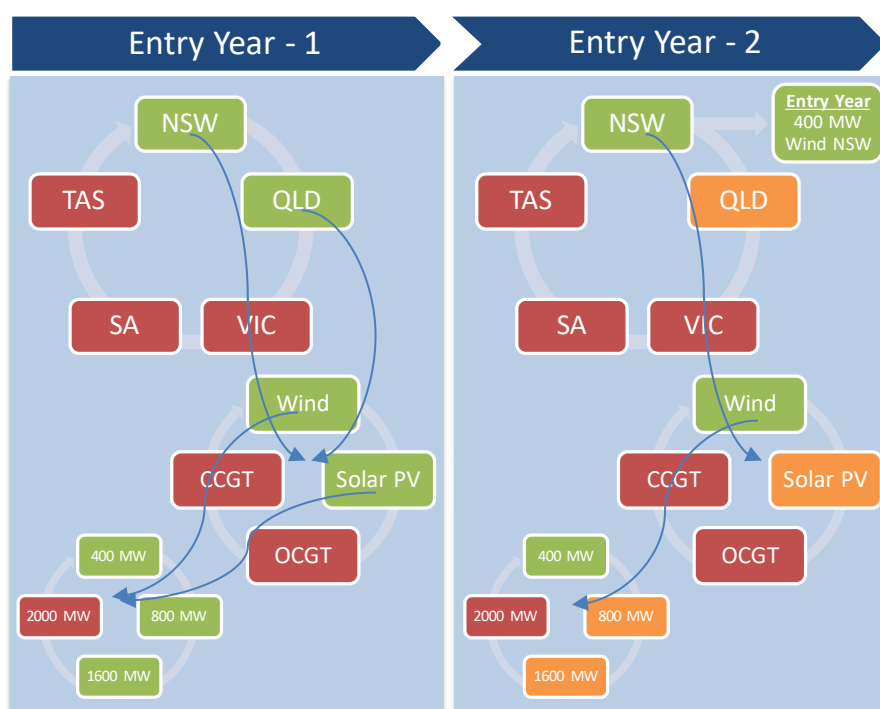 Entry Year - 1
NSW
TAS
QLD
SA
VIC
Wind
CCGT
Solar PV
OCGT
400 MW
2000 MW
800 MW
1600 MW
Entry Year - 2
Entry Year
400 MW
Wind NSW
NSW
TAS
QLD
SA
VIC
Wind
CCGT
Solar PV
OCGT
400 MW
2000 MW
800 MW
1600 MW